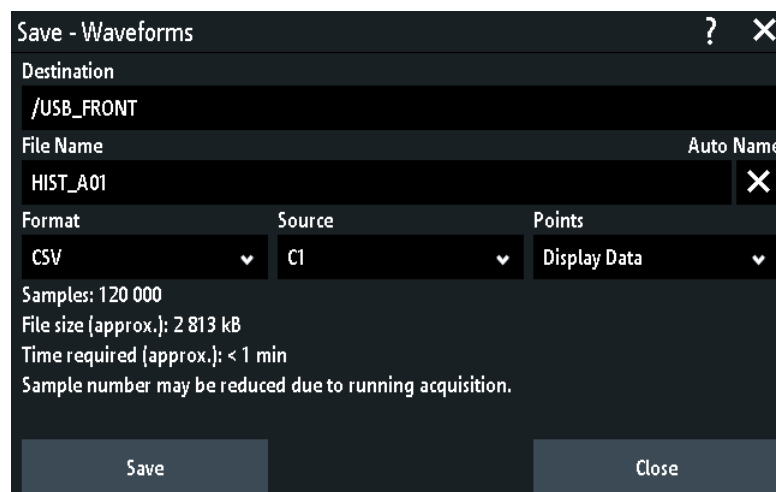 Save - Waveforms ? X
Destination
/USB_FRONT
File Name Auto Name
HIST_A01
Format Source Points
CSV C1 Display Data
Samples: 120 000
File size (approx.): 2 813 kB
Time required (approx.): < 1 min
Sample number may be reduced due to running acquisition.
Save Close